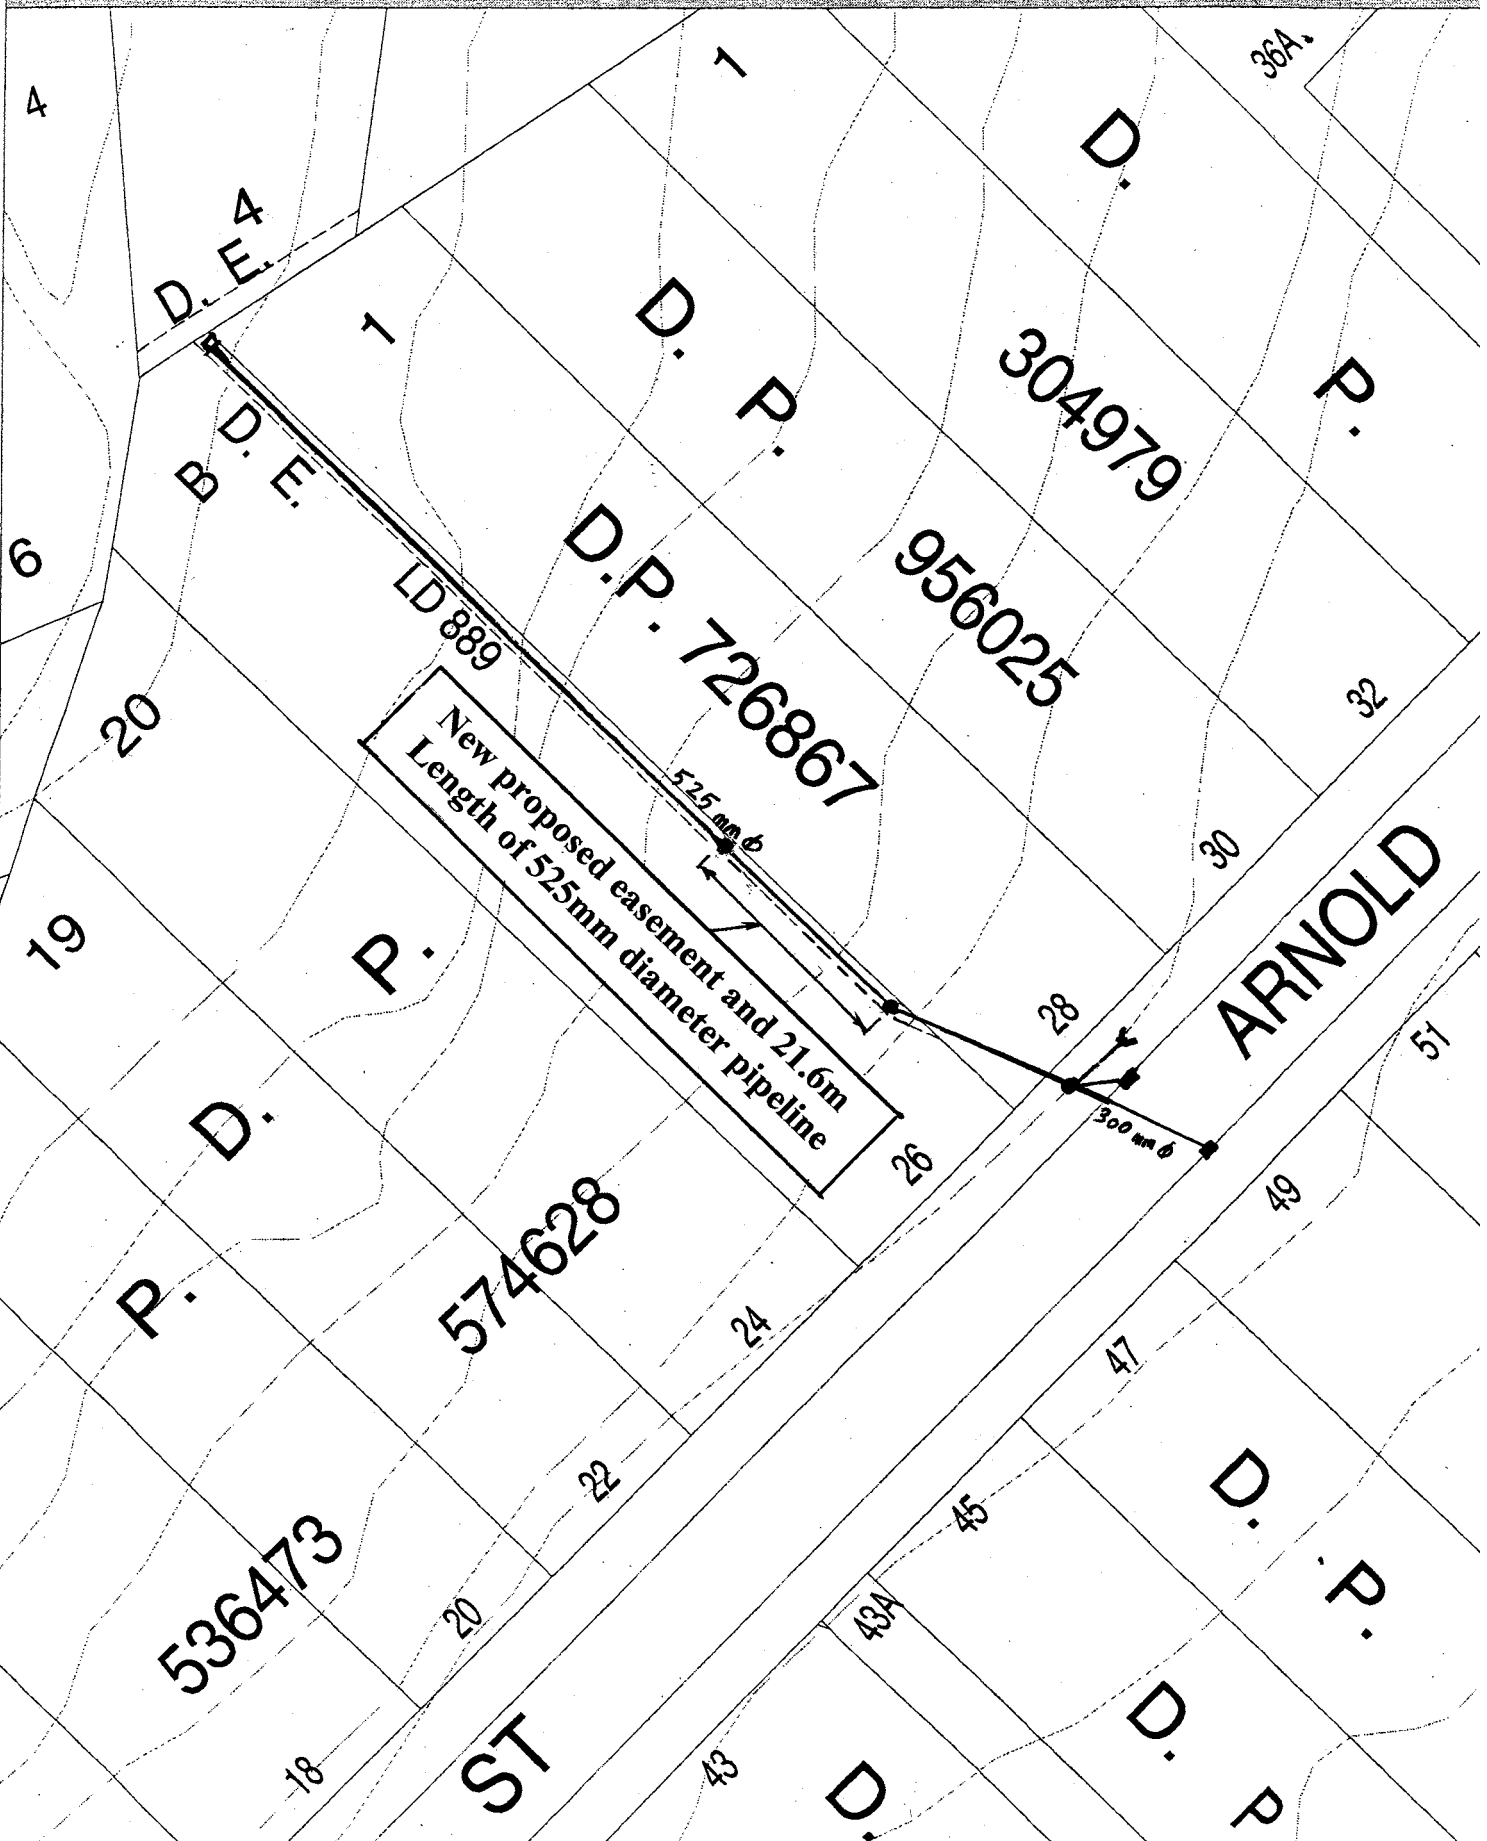 4
1
36A
D.
4
D. E.
1
D. P.
P.
304979
B
D. E.
6
D.P. 726867
956025
LD 889
20
32
525 mm ϕ
New proposed easement and 21.6m
Length of 525mm diameter pipeline
30
ARNOLD
19
P.
28
51
D.
300 mm ϕ
26
49
574628
P.
24
47
22
45
D. P.
536473
20
43A
ST
18
43
D.
D. P